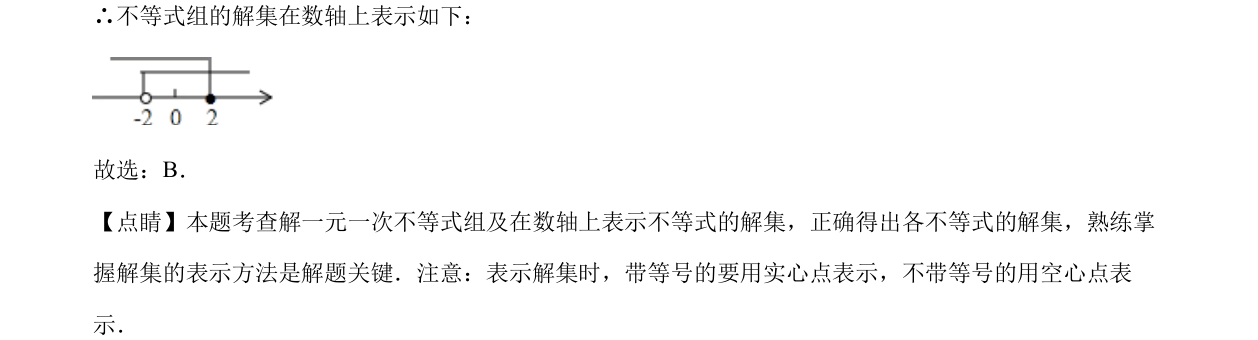 ∴不等式组的解集在数轴上表示如下：
-2 0 2
故选：B．
【点睛】本题考查解一元一次不等式组及在数轴上表示不等式的解集，正确得出各不等式的解集，熟练掌
握解集的表示方法是解题关键．注意：表示解集时，带等号的要用实心点表示，不带等号的用空心点表
示．